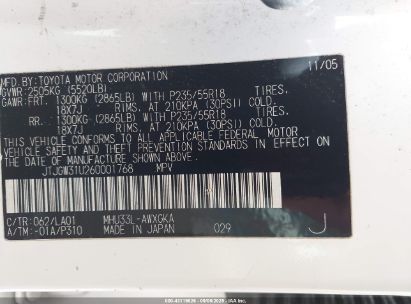 MFD BY: TOYOTA MOTOR CORPORATION 11/05
GVWR: 2505KG (5520LB)
GAWR: FRT. 1300KG (2865LB) WITH P235/55R18 TIRES,
18X7J RIMS, AT 210KPA (30PSI) COLD.
RR. 1300KG (2865LB) WITH P235/55R18 TIRES,
18X7J RIMS, AT 210KPA (30PSI) COLD.
THIS VEHICLE CONFORMS TO ALL APPLICABLE FEDERAL MOTOR
VEHICLE SAFETY AND THEFT PREVENTION STANDARDS IN EFFECT
ON THE DATE OF MANUFACTURE SHOWN ABOVE.
JTJGW31U260001768 MPV
C/TR: 062/LA01 MHU33L-AWXGKA
A/TM: -01A/P310 MADE IN JAPAN 029 J